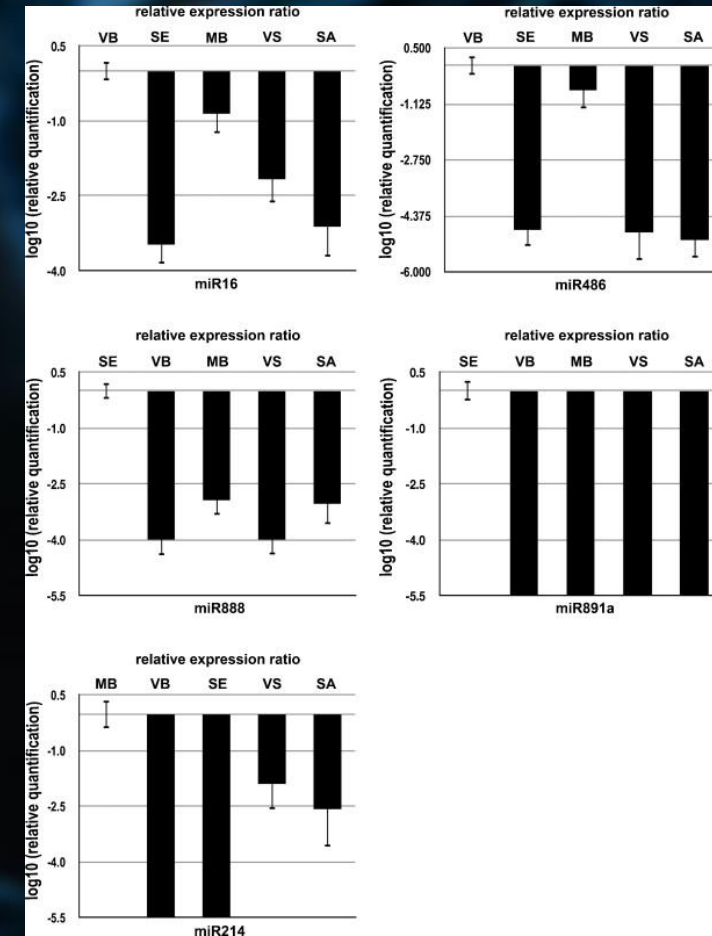 relative expression ratio
VB SE MB VS SA
0.5
-1.0
-2.5
-4.0
log10 (relative quantification)
miR16
relative expression ratio
VB SE MB VS SA
0.500
-1.125
-2.750
-4.375
-6.000
log10 (relative quantification)
miR486
relative expression ratio
SE VB MB VS SA
0.5
-1.0
-2.5
-4.0
-5.5
log10 (relative quantification)
miR888
relative expression ratio
SE VB MB VS SA
0.5
-1.0
-2.5
-4.0
-5.5
log10 (relative quantification)
miR891a
relative expression ratio
MB VB SE VS SA
0.5
-1.0
-2.5
-4.0
-5.5
log10 (relative quantification)
miR214